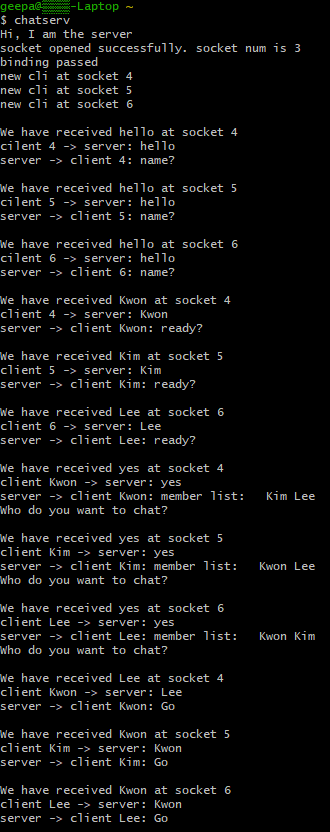 geepa@▒▒▒▒-Laptop ~
$ chatserv
Hi, I am the server
socket opened successfully. socket num is 3
binding passed
new cli at socket 4
new cli at socket 5
new cli at socket 6
We have received hello at socket 4
cilent 4 -> server: hello
server -> client 4: name?
We have received hello at socket 5
cilent 5 -> server: hello
server -> client 5: name?
We have received hello at socket 6
cilent 6 -> server: hello
server -> client 6: name?
We have received Kwon at socket 4
client 4 -> server: Kwon
server -> client Kwon: ready?
We have received Kim at socket 5
client 5 -> server: Kim
server -> client Kim: ready?
We have received Lee at socket 6
client 6 -> server: Lee
server -> client Lee: ready?
We have received yes at socket 4
client Kwon -> server: yes
server -> client Kwon: member list:   Kim Lee
Who do you want to chat?
We have received yes at socket 5
client Kim -> server: yes
server -> client Kim: member list:   Kwon Lee
Who do you want to chat?
We have received yes at socket 6
client Lee -> server: yes
server -> client Lee: member list:   Kwon Kim
Who do you want to chat?
We have received Lee at socket 4
client Kwon -> server: Lee
server -> client Kwon: Go
We have received Kwon at socket 5
client Kim -> server: Kwon
server -> client Kim: Go
We have received Kwon at socket 6
client Lee -> server: Kwon
server -> client Lee: Go